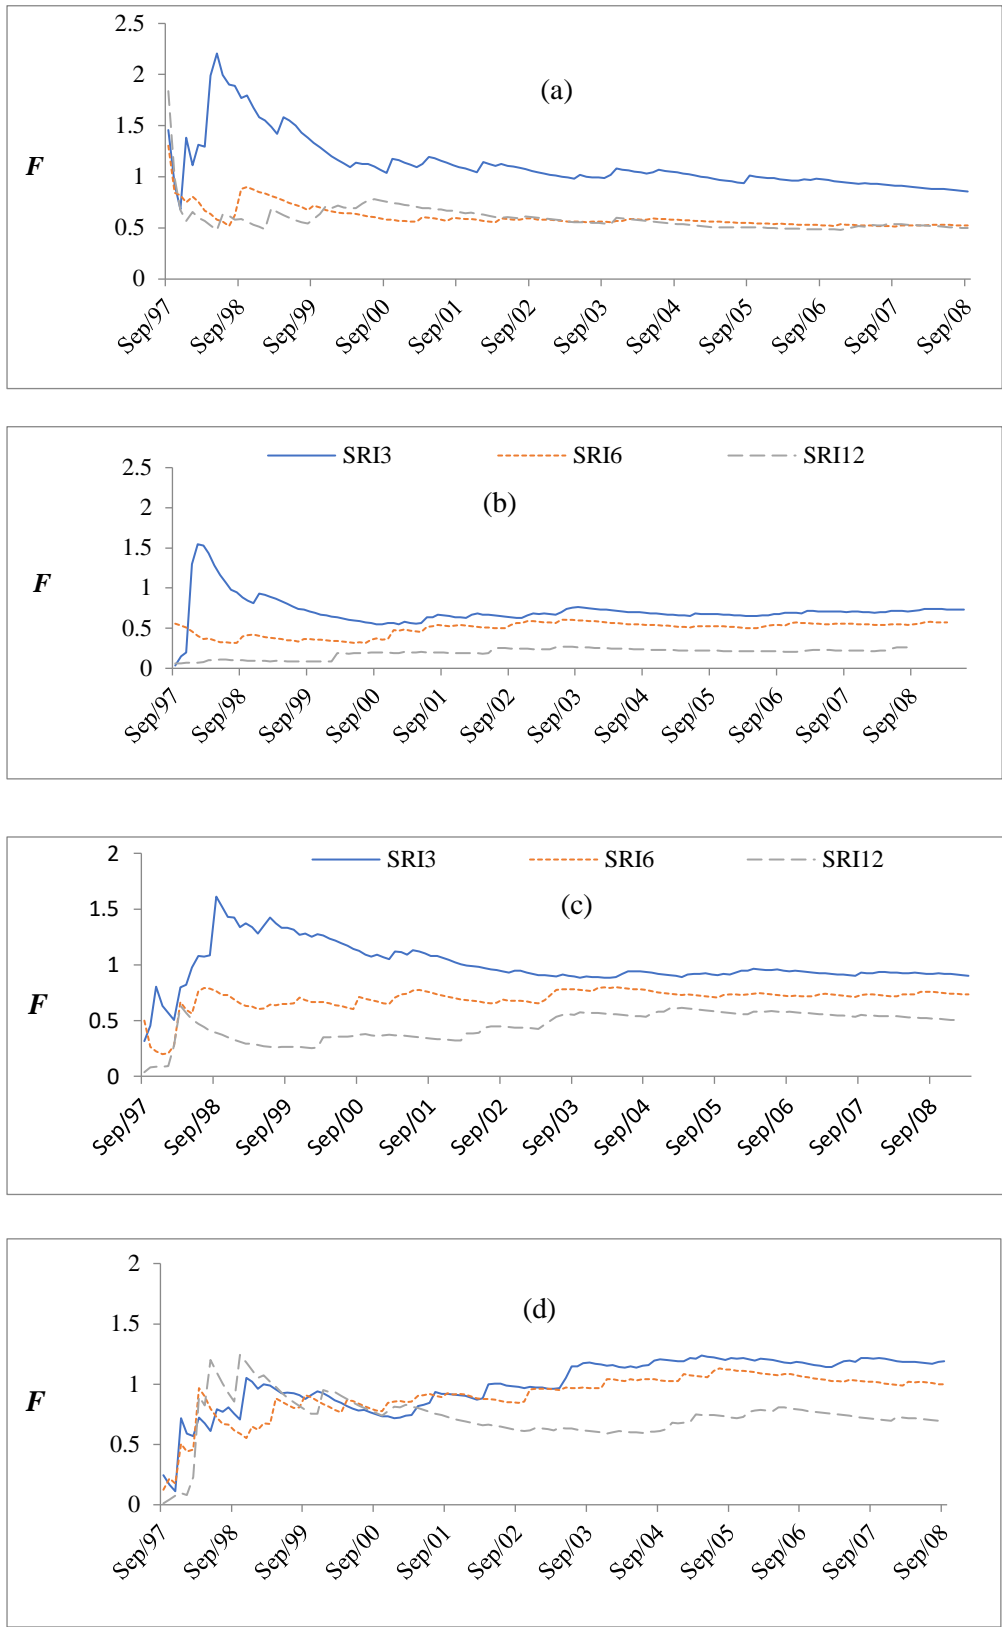 2.5
(a)
2
1.5
F
1
0.5
0
Sep/97 Sep/98 Sep/99 Sep/00 Sep/01 Sep/02 Sep/03 Sep/04 Sep/05 Sep/06 Sep/07 Sep/08
SRI3 SRI6 SRI12
2.5
(b)
2
1.5
F
1
0.5
0
Sep/97 Sep/98 Sep/99 Sep/00 Sep/01 Sep/02 Sep/03 Sep/04 Sep/05 Sep/06 Sep/07 Sep/08
SRI3 SRI6 SRI12
2
1.5
(c)
1
F
0.5
0
Sep/97 Sep/98 Sep/99 Sep/00 Sep/01 Sep/02 Sep/03 Sep/04 Sep/05 Sep/06 Sep/07 Sep/08
2
(d)
1.5
F
1
0.5
0
Sep/97 Sep/98 Sep/99 Sep/00 Sep/01 Sep/02 Sep/03 Sep/04 Sep/05 Sep/06 Sep/07 Sep/08